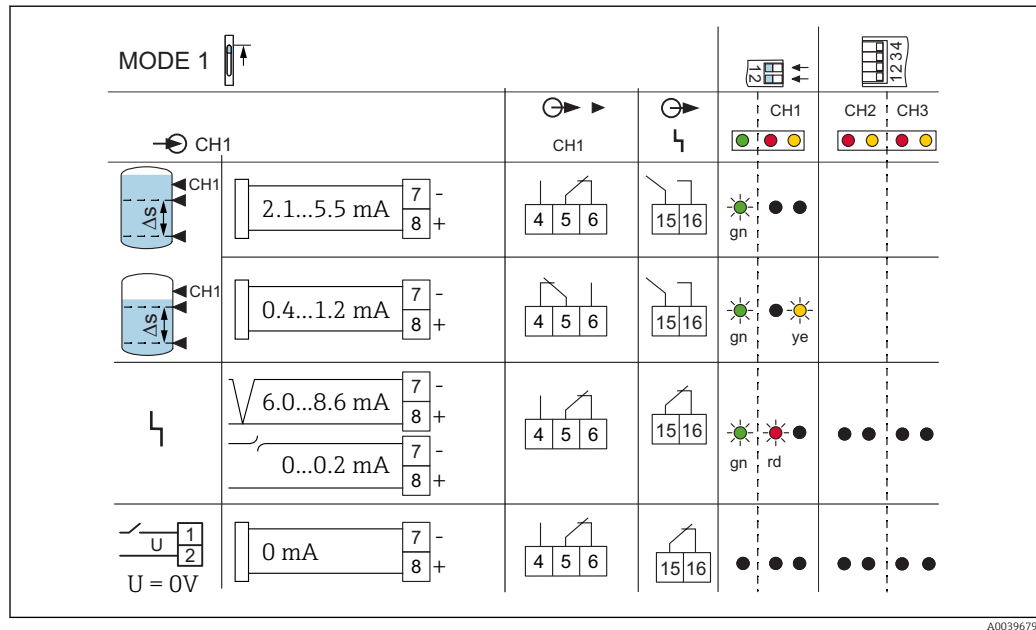 MODE 1
1 2
1 2 3 4
CH1
CH1
CH1
CH2 CH3
CH1
Δs
2.1...5.5 mA
7 -
8 +
4 5 6
15 16
gn
CH1
Δs
0.4...1.2 mA
7 -
8 +
4 5 6
15 16
gn ye
6.0...8.6 mA
7 -
8 +
0...0.2 mA
7 -
8 +
4 5 6
15 16
gn rd
U
1
2
U = 0V
0 mA
7 -
8 +
4 5 6
15 16
A0039679